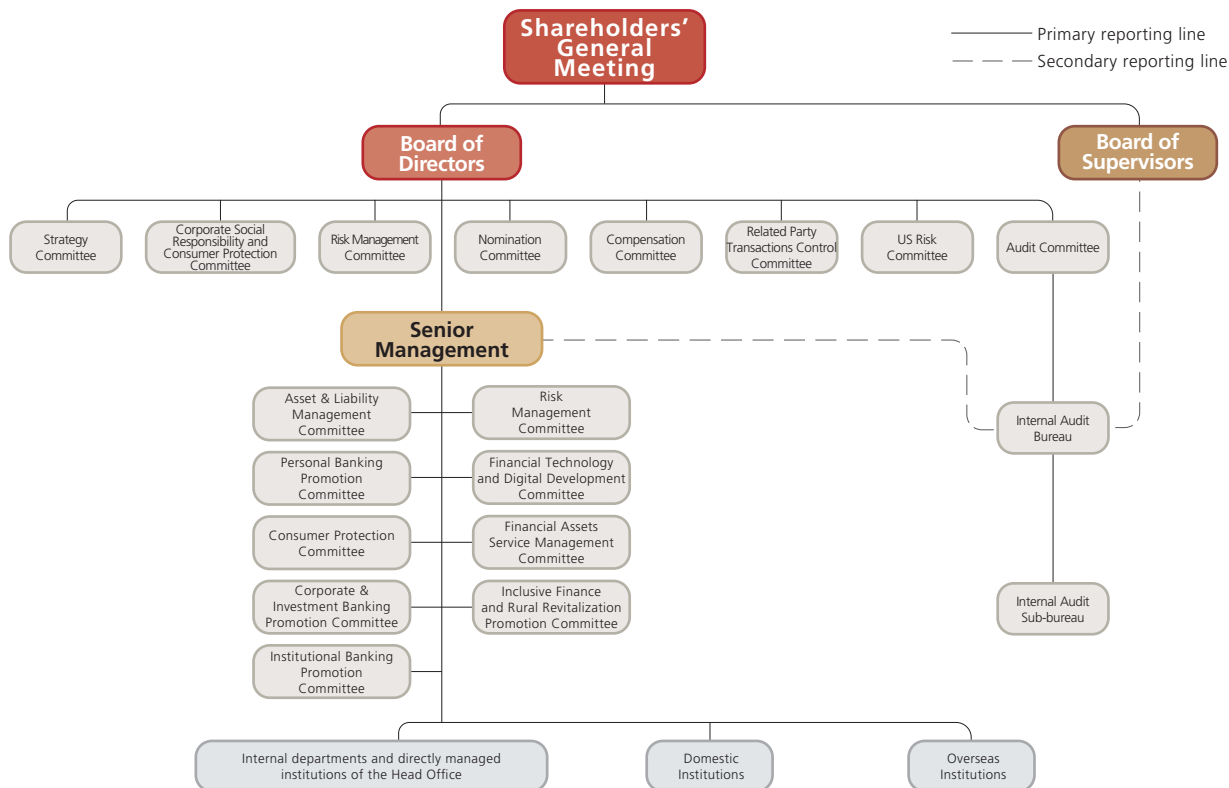 Shareholders'
General
Meeting
Primary reporting line
Secondary reporting line
Board of
Directors
Board of
Supervisors
Strategy
Committee
Corporate Social
Responsibility and
Consumer Protection
Committee
Risk Management
Committee
Nomination
Committee
Compensation
Committee
Related Party
Transactions Control
Committee
US Risk
Committee
Audit Committee
Senior
Management
Asset & Liability
Management
Committee
Risk
Management
Committee
Internal Audit
Bureau
Personal Banking
Promotion
Committee
Financial Technology
and Digital Development
Committee
Consumer Protection
Committee
Financial Assets
Service Management
Committee
Corporate &
Investment Banking
Promotion Committee
Inclusive Finance
and Rural Revitalization
Promotion Committee
Internal Audit
Sub-bureau
Institutional Banking
Promotion
Committee
Internal departments and directly managed
institutions of the Head Office
Domestic
Institutions
Overseas
Institutions